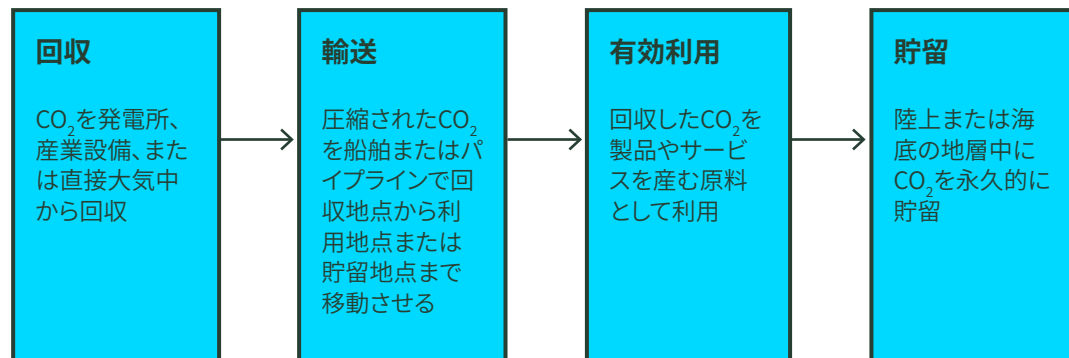 回収
CO₂を発電所、
産業設備、また
は直接大気中
から回収
輸送
圧縮されたCO₂
を船舶またはパ
イプラインで回
収地点から利
用地点または
貯留地点まで
移動させる
有効利用
回収したCO₂を
製品やサービ
スを産む原料
として利用
貯留
陸上または海
底の地層中に
CO₂を永久的に
貯留